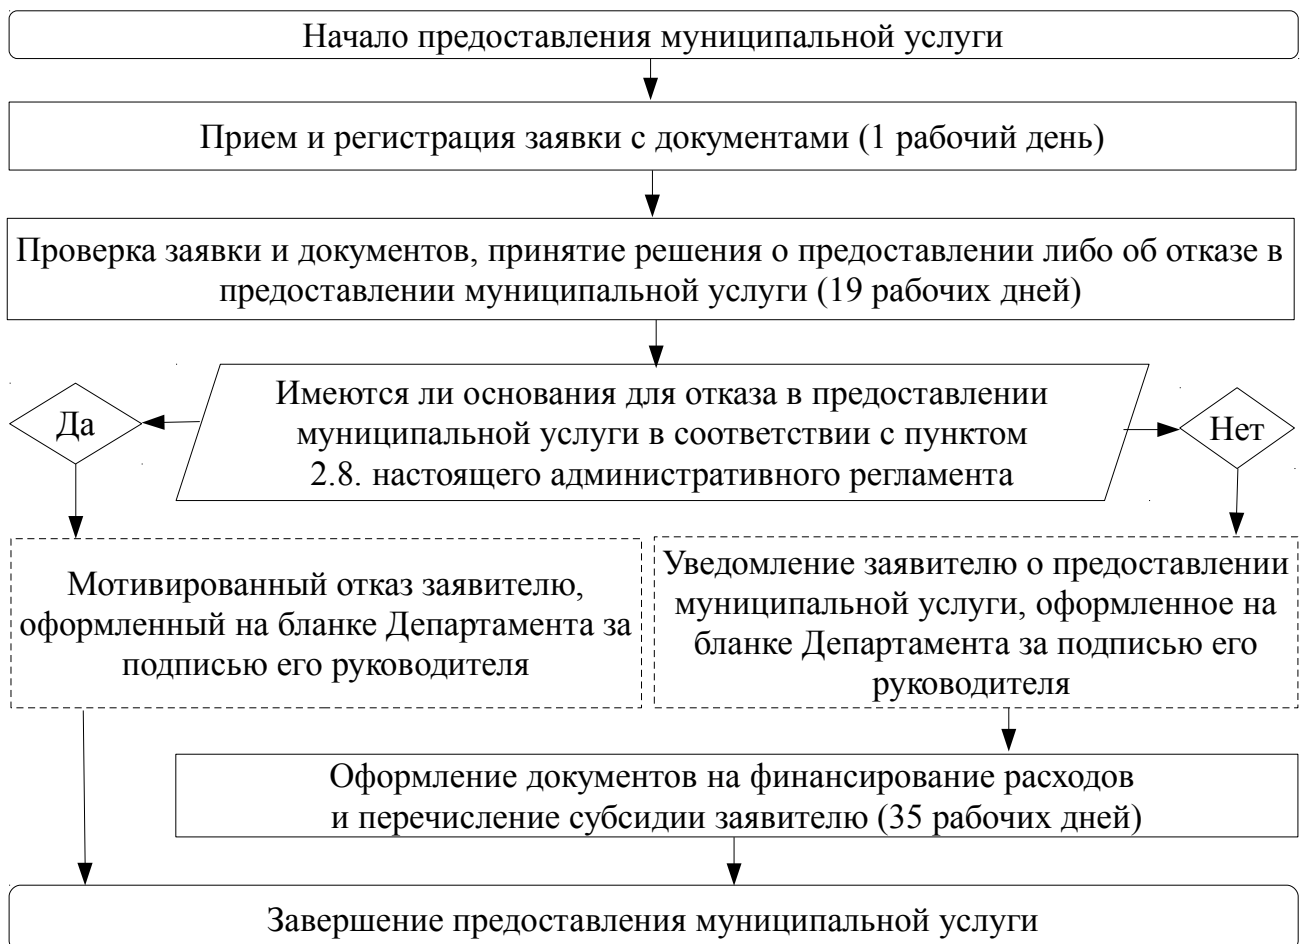 Начало предоставления муниципальной услуги
Прием и регистрация заявки с документами (1 рабочий день)
Проверка заявки и документов, принятие решения о предоставлении либо об отказе в
предоставлении муниципальной услуги (19 рабочих дней)
Имеются ли основания для отказа в предоставлении
муниципальной услуги в соответствии с пунктом
2.8. настоящего административного регламента
Да
Нет
Мотивированный отказ заявителю,
оформленный на бланке Департамента за
подписью его руководителя
Уведомление заявителю о предоставлении
муниципальной услуги, оформленное на
бланке Департамента за подписью его
руководителя
Оформление документов на финансирование расходов
и перечисление субсидии заявителю (35 рабочих дней)
Завершение предоставления муниципальной услуги